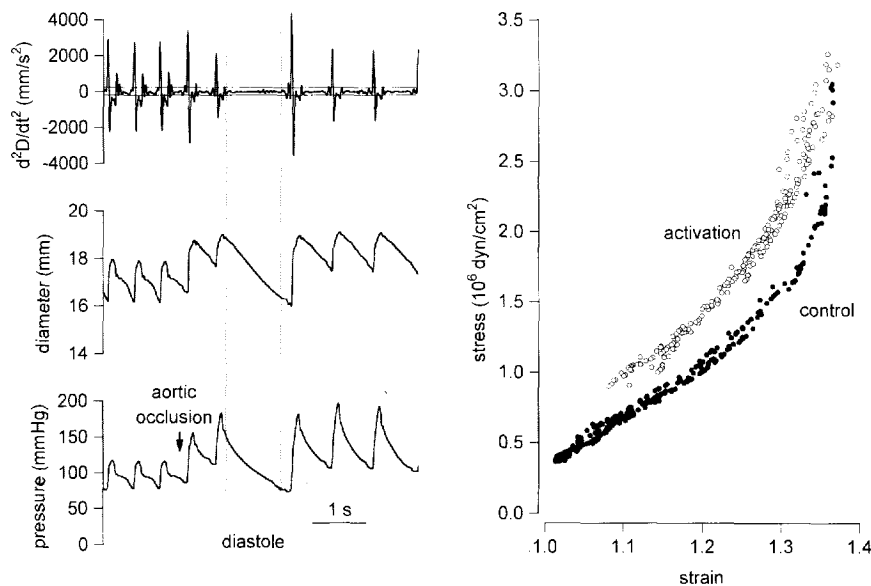 4000
2000
0
-2000
-4000
d²D/dt² (mm/s²)
20
18
16
14
diameter (mm)
200
150
100
50
0
pressure (mmHg)
aortic
occlusion
1 s
diastole
3.5
3.0
2.5
2.0
1.5
1.0
0.5
0.0
stress (10⁶ dyn/cm²)
activation
control
1.0
1.1
1.2
1.3
1.4
strain